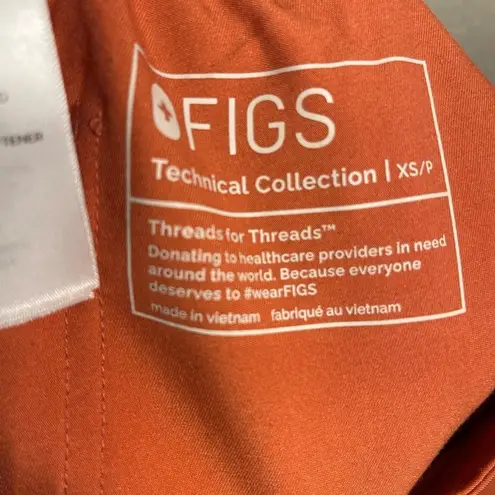 TENER
FIGS
Technical Collection | XS/P
Threads for Threads™
Donating to healthcare providers in need
around the world. Because everyone
deserves to #wearFIGS
made in vietnam fabriqué au vietnam